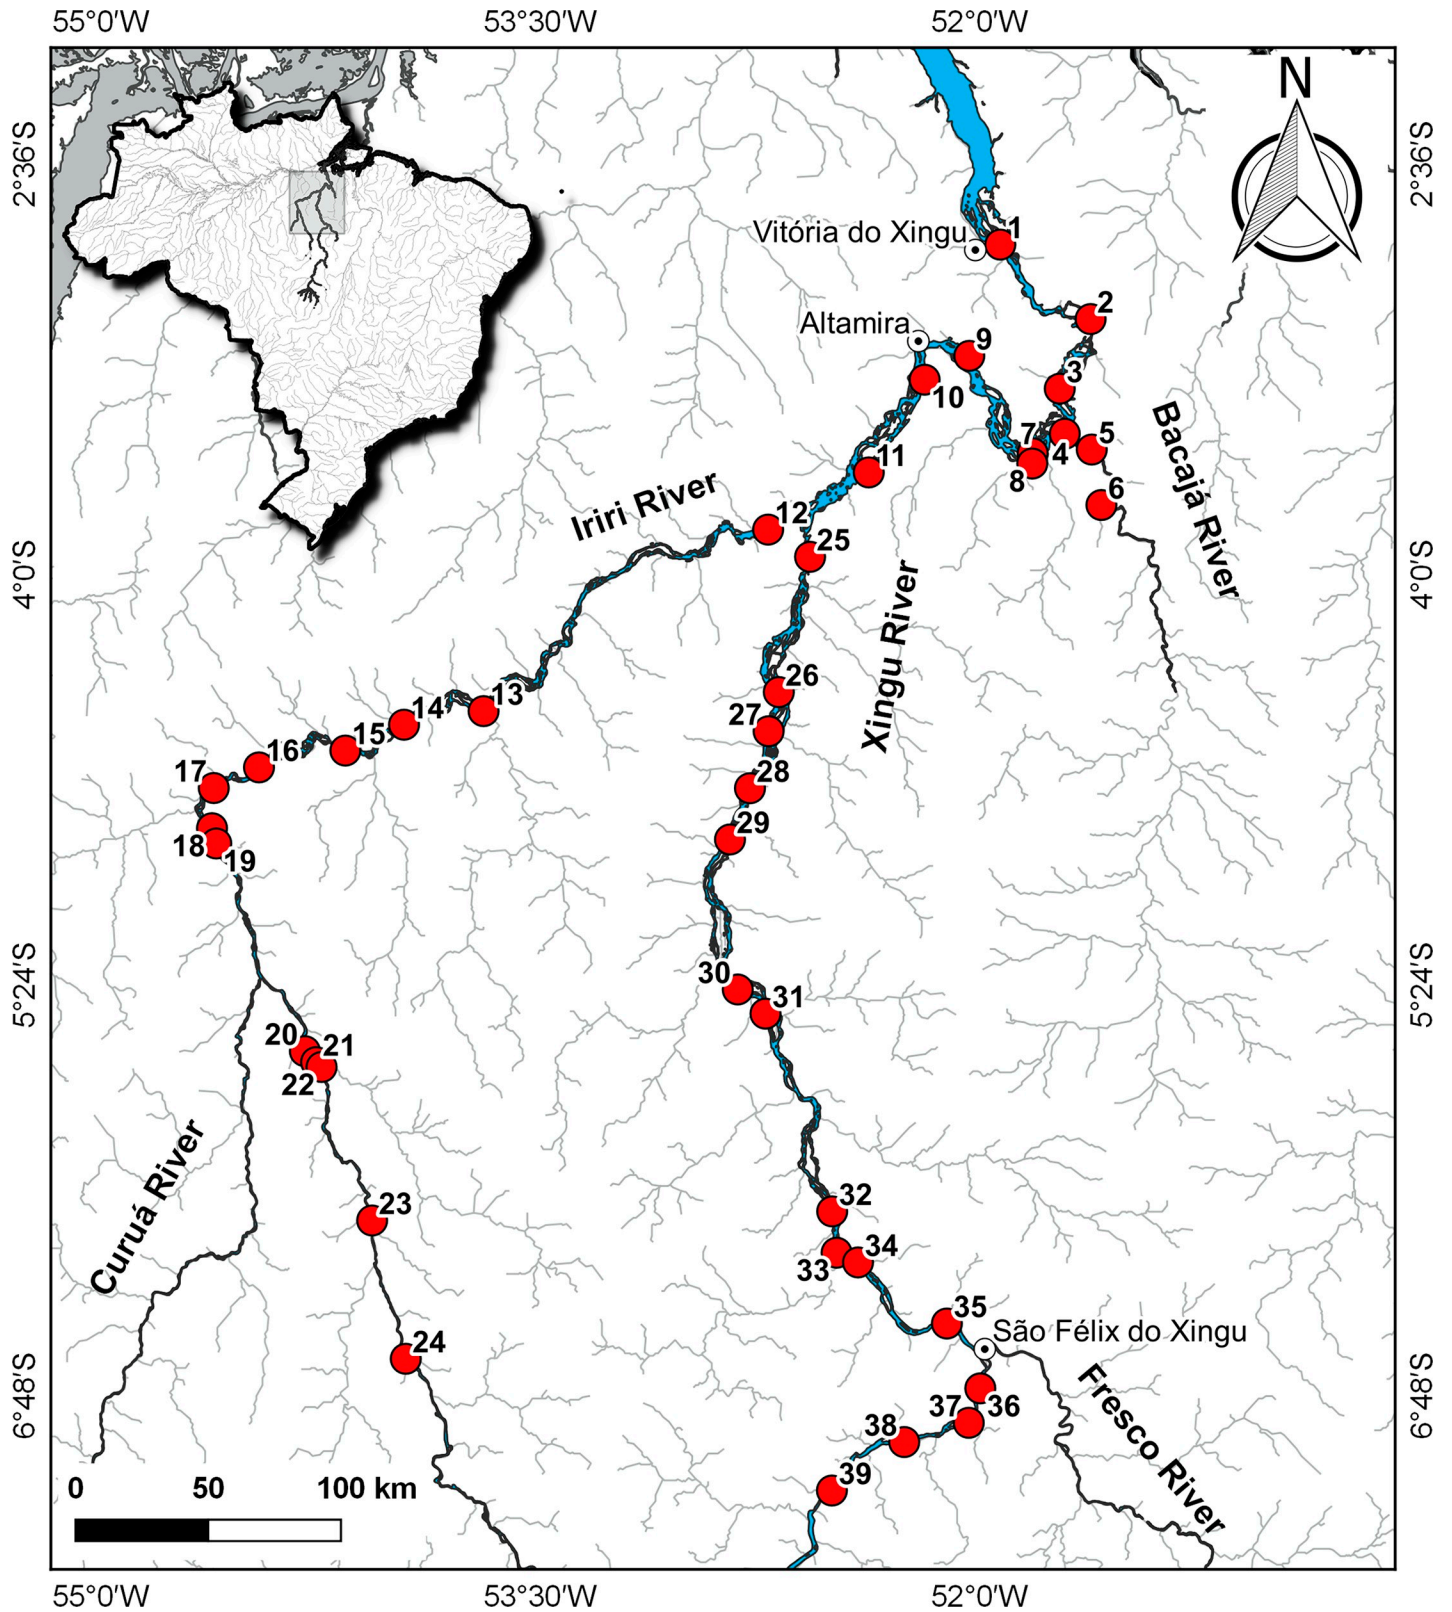 55°0'W
53°30'W
52°0'W
N
2°36'S
2°36'S
1
Vitória do Xingu
2
Altamira
9
3
10
7
5
4
8
11
6
Bacajá River
Iriri River
12
25
4°0'S
4°0'S
Xingu River
26
13
14
27
15
16
17
28
29
18
19
30
5°24'S
5°24'S
31
20
21
22
Curuá River
23
32
34
33
24
35
São Félix do Xingu
6°48'S
6°48'S
37
36
38
Fresco River
39
0
50
100 km
55°0'W
53°30'W
52°0'W